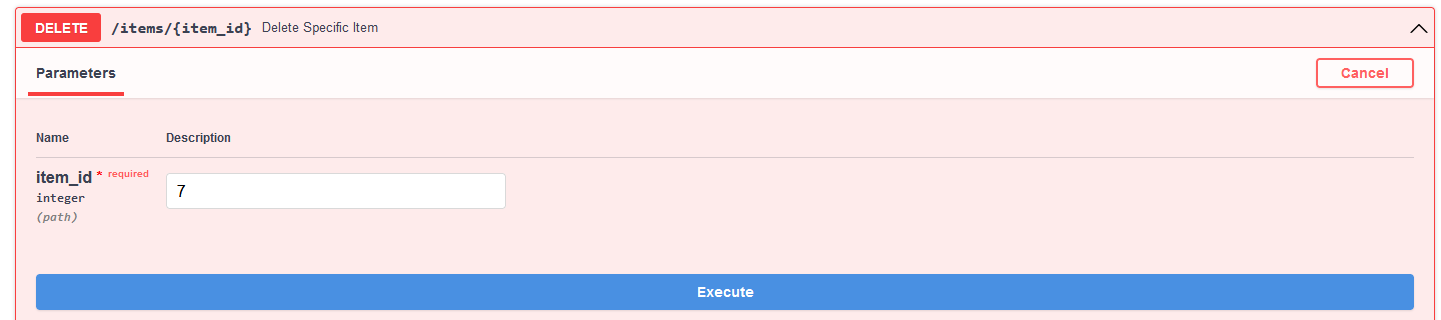 DELETE /items/{item_id} Delete Specific Item
Parameters Cancel
Name Description
item_id * required
7
integer
(path)
Execute